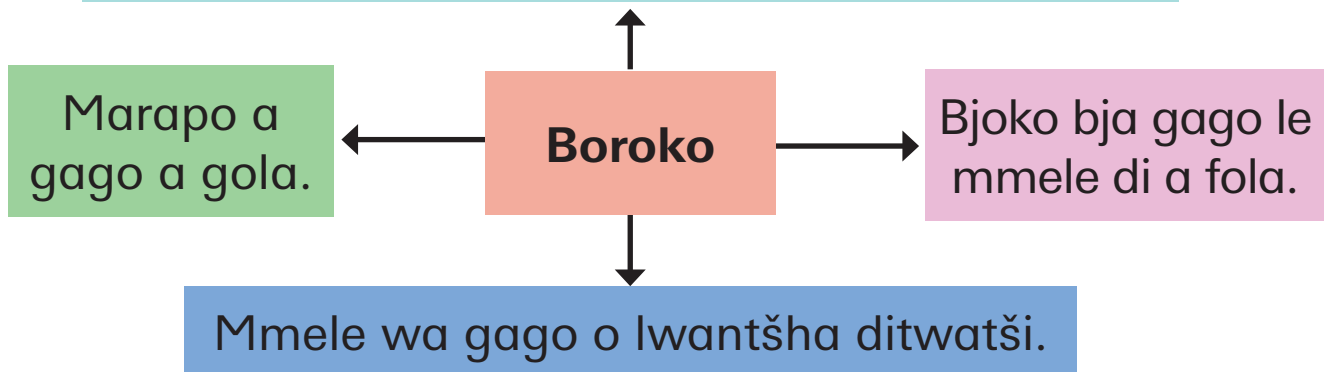 Marapo a
gago a gola.
Boroko
Bjoko bja gago le
mmele di a fola.
Mmele wa gago o lwantšha ditwatši.